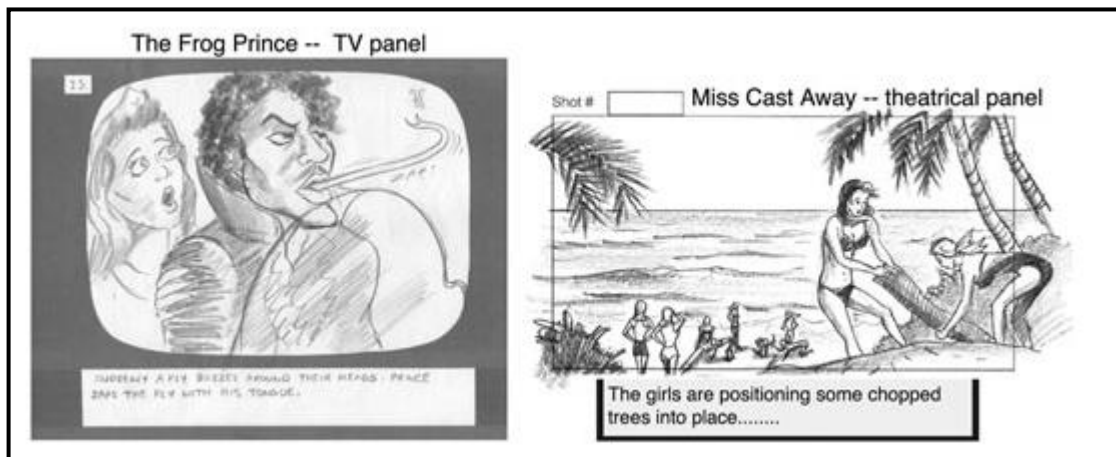 The Frog Prince -- TV panel
25
SUDDENLY A FLY BUZZES AROUND THEIR HEADS. PRINCE
ZAPS THE FLY WITH HIS TONGUE.
Shot #
Miss Cast Away -- theatrical panel
The girls are positioning some chopped
trees into place........